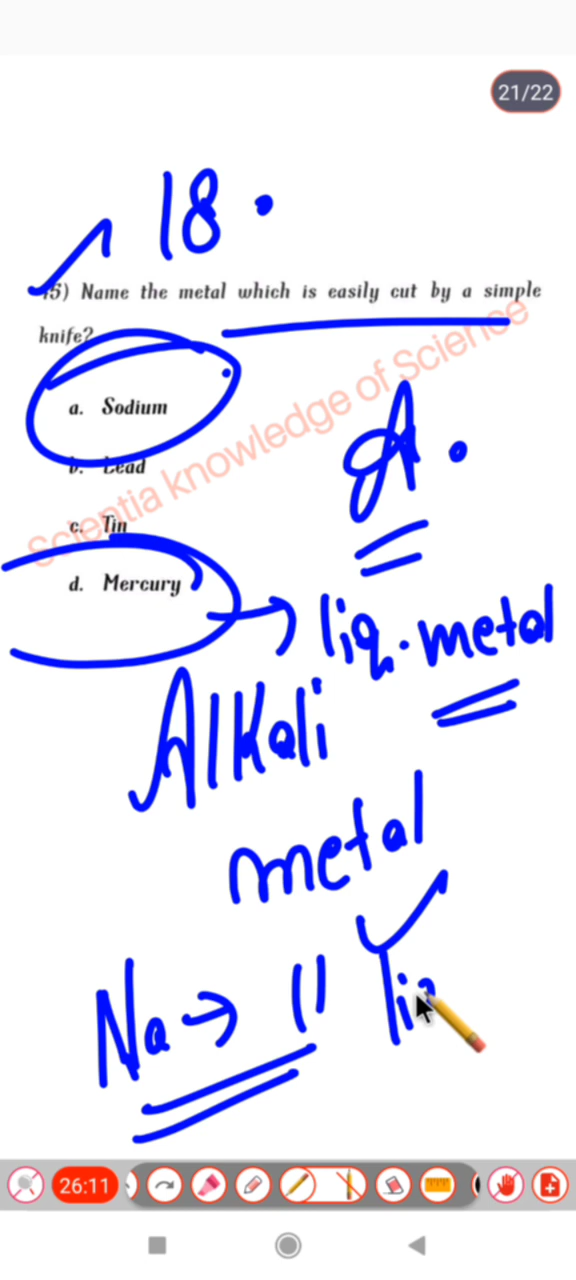 21/22
18.
5) Name the metal which is easily cut by a simple
knife?
a. Sodium
b. Lead
c. Tin
d. Mercury
Scientia knowledge of Science
A.
liq. metal
Alkali
metal
Na → 11
26:11